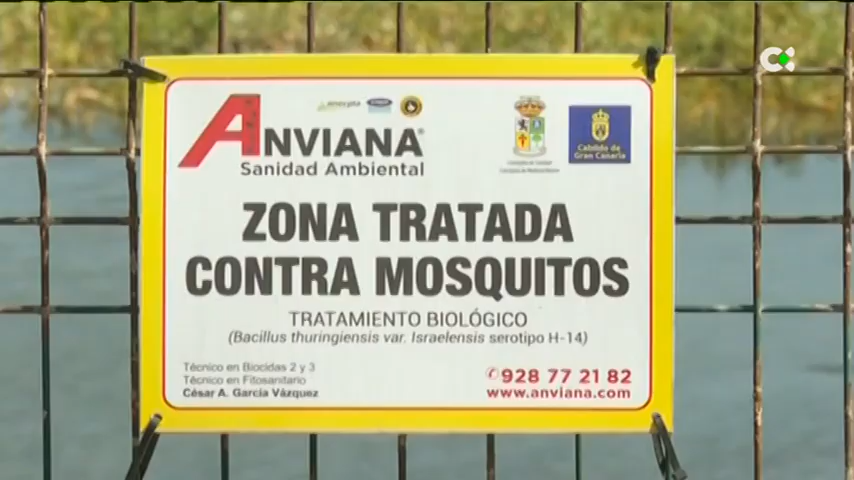 ANVIANA®
Sanidad Ambiental
Cabildo de
Gran Canaria
ZONA TRATADA
CONTRA MOSQUITOS
TRATAMIENTO BIOLÓGICO
(Bacillus thuringiensis var. Israelensis serotipo H-14)
Técnico en Biocidas 2 y 3
Técnico en Fitosanitario
César A. García Vázquez
928 77 21 82
www.anviana.com